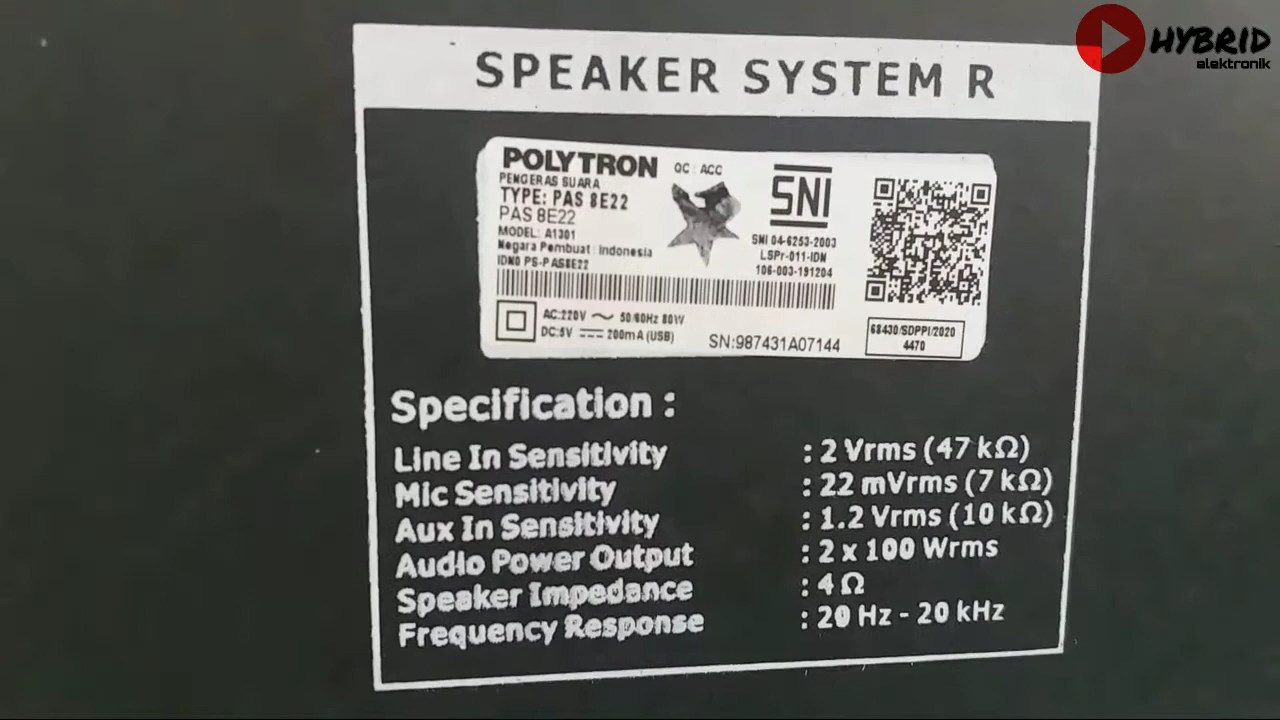 HYBRID
elektronik
SPEAKER SYSTEM R
POLYTRON
QC : ACC
PENGERAS SUARA
TYPE: PAS 8E22
PAS 8E22
MODEL: A1301
Negara Pembuat : Indonesia
IDNO PS-PAS8E22
SNI
SNI 04-6253-2003
LSPr-011-IDN
106-003-191204
AC:220V ~ 50/60Hz 80W
DC:5V ⎓ 200mA (USB)
SN:987431A07144
68430/SDPPI/2020
4470
Specification :
Line In Sensitivity : 2 Vrms (47 kΩ)
Mic Sensitivity : 22 mVrms (7 kΩ)
Aux In Sensitivity : 1.2 Vrms (10 kΩ)
Audio Power Output : 2 x 100 Wrms
Speaker Impedance : 4 Ω
Frequency Response : 20 Hz - 20 kHz